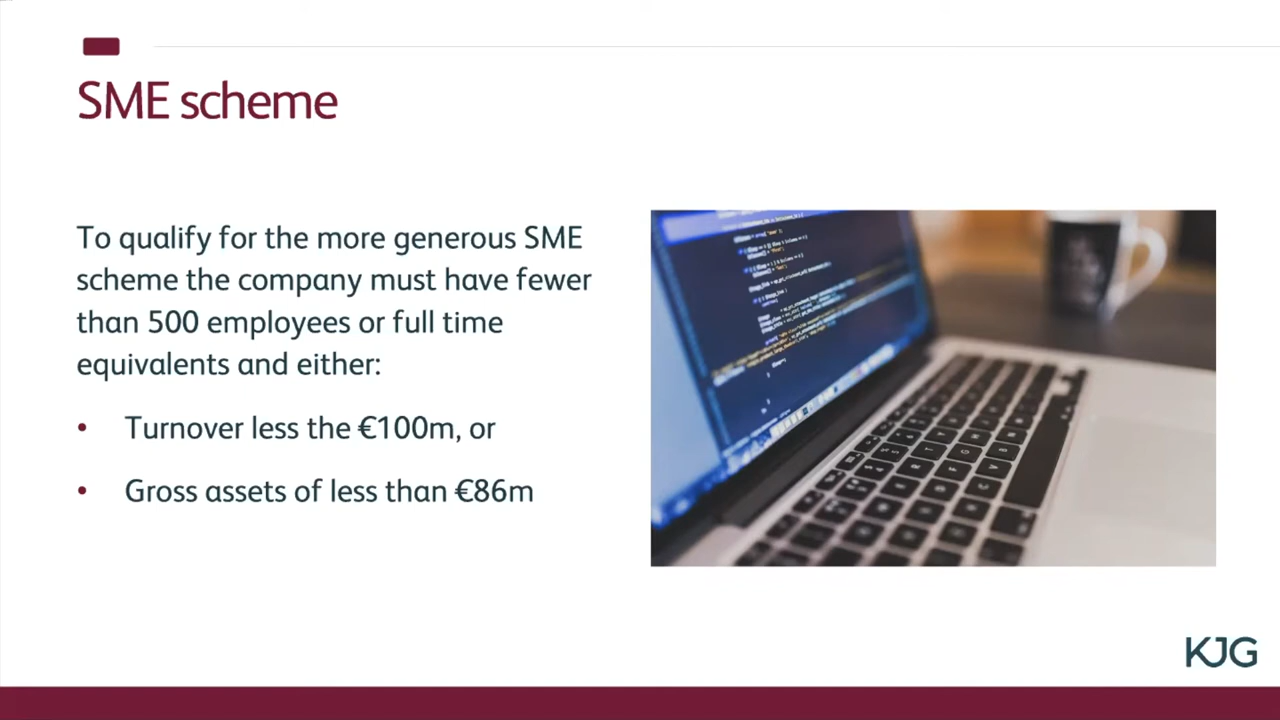 SME scheme
To qualify for the more generous SME
scheme the company must have fewer
than 500 employees or full time
equivalents and either:
• Turnover less the €100m, or
• Gross assets of less than €86m
KJG